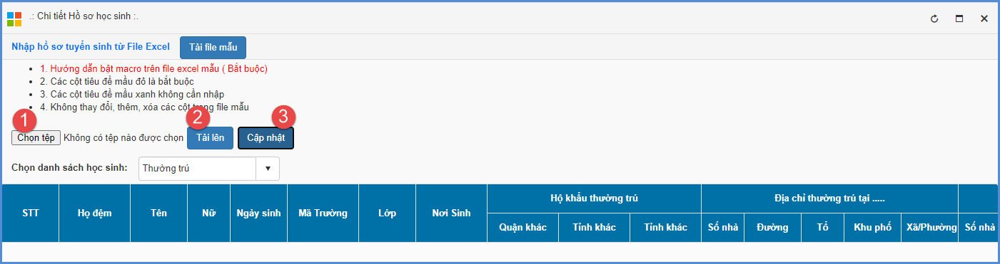 .: Chi tiết Hồ sơ học sinh :.
Nhập hồ sơ tuyển sinh từ File Excel Tải file mẫu
1. Hướng dẫn bật macro trên file excel mẫu ( Bắt buộc)
2. Các cột tiêu đề mầu đỏ là bắt buộc
3. Các cột tiêu đề mầu xanh không cần nhập
4. Không thay đổi, thêm, xóa các cột trong file mẫu
1 2 3
Chọn tệp Không có tệp nào được chọn Tải lên Cập nhật
Chọn danh sách học sinh: Thường trú
Hộ khẩu thường trú Địa chỉ thường trú tại .....
STT Họ đệm Tên Nữ Ngày sinh Mã Trường Lớp Nơi Sinh
Quận khác Tỉnh khác Tỉnh khác Số nhà Đường Tổ Khu phố Xã/Phường Số nhà